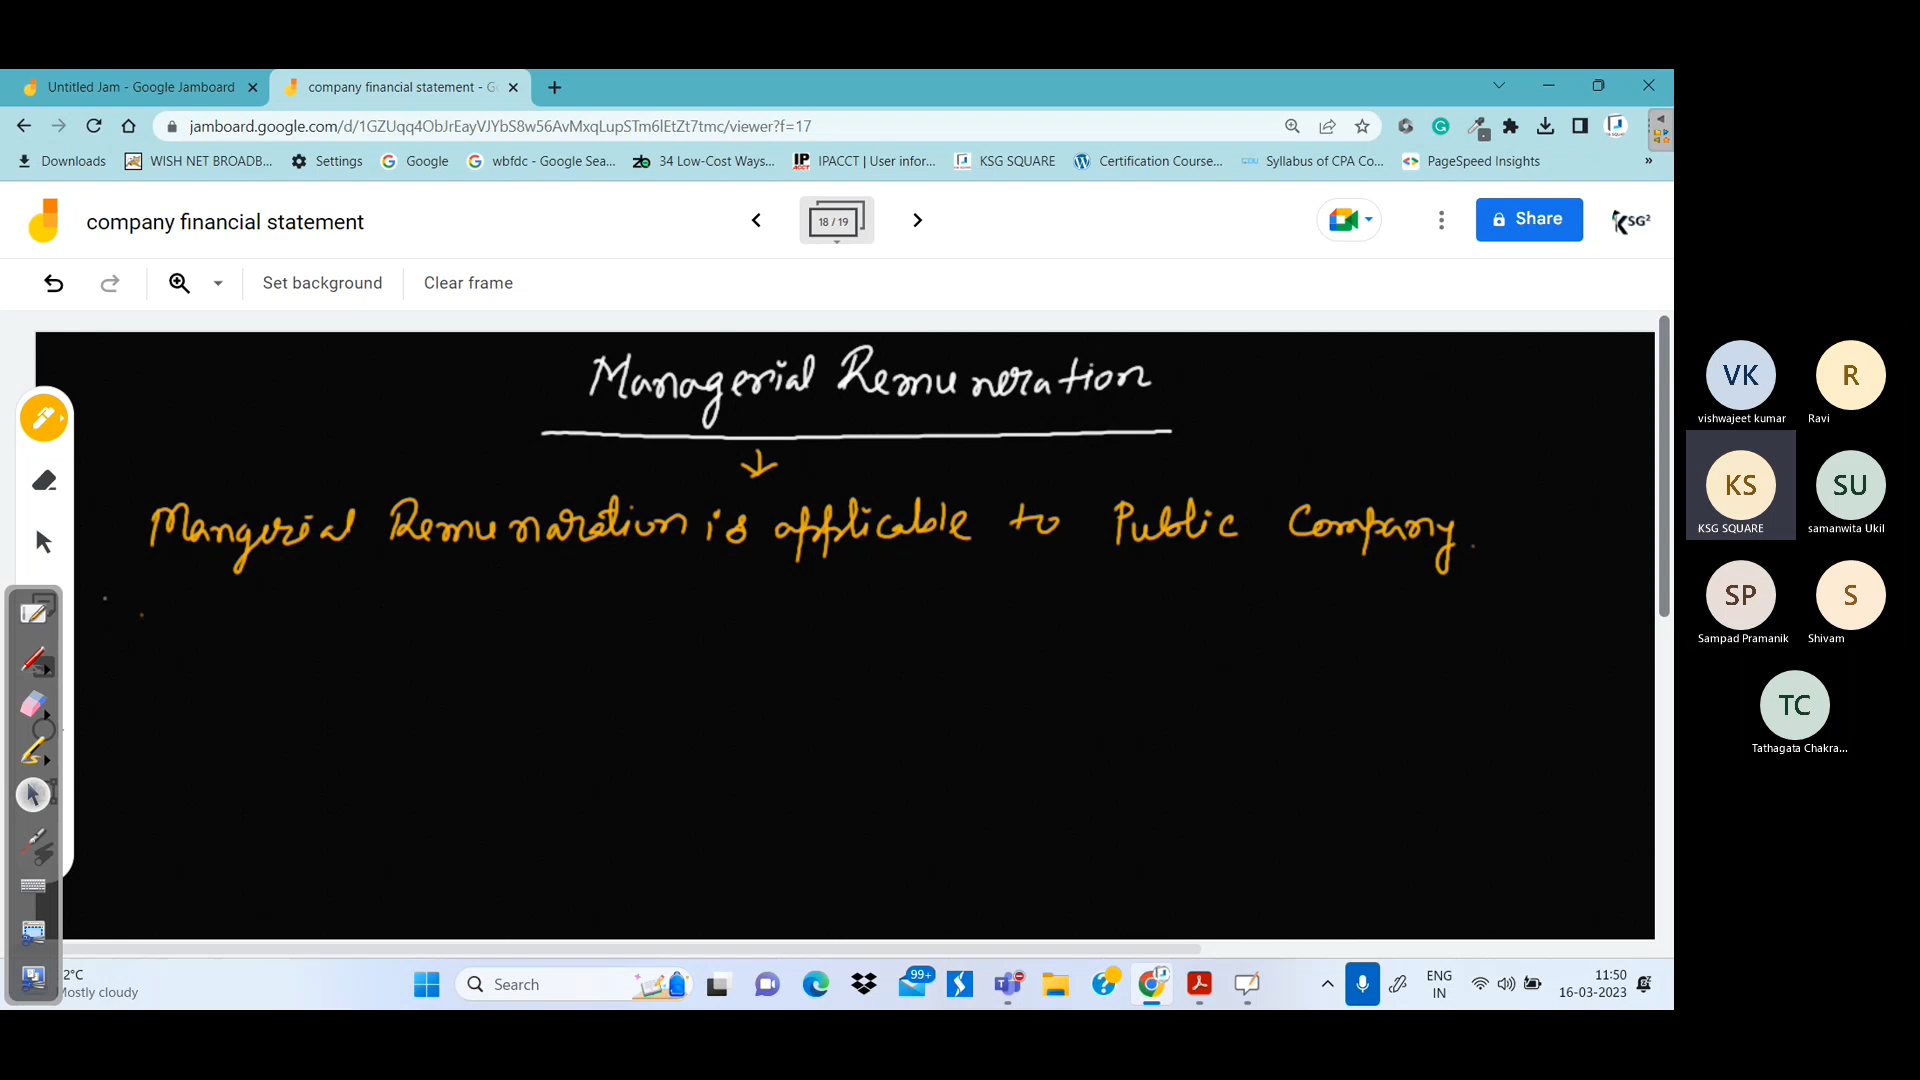 Untitled Jam - Google Jamboard
company financial statement - G
jamboard.google.com/d/1GZUqq4ObJrEayVJYbS8w56AvMxqLupSTm6lEtZt7tmc/viewer?f=17
Downloads WISH NET BROADB... Settings Google wbfdc - Google Sea... 34 Low-Cost Ways... IPACCT | User infor... KSG SQUARE Certification Course... Syllabus of CPA Co... PageSpeed Insights »
company financial statement
18 / 19
Share
KSG²
Set background Clear frame
Managerial Remuneration
Mangerial Remunaration is applicable to Public Company.
VK
vishwajeet kumar
R
Ravi
KS
KSG SQUARE
SU
samanwita Ukil
SP
Sampad Pramanik
S
Shivam
TC
Tathagata Chakra...
2°C
Mostly cloudy
Search
99+
ENG
IN
11:50
16-03-2023